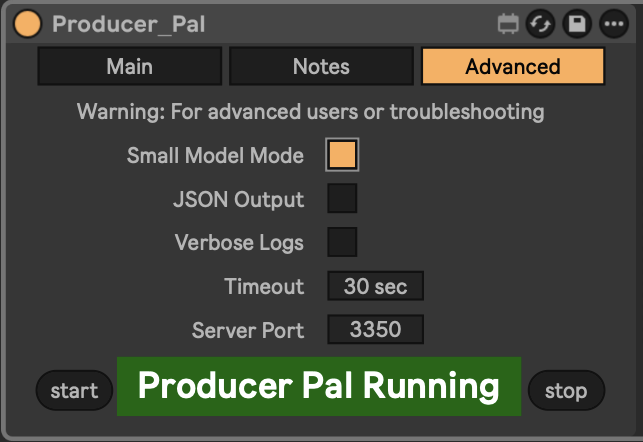 Producer_Pal
Main Notes Advanced
Warning: For advanced users or troubleshooting
Small Model Mode
JSON Output
Verbose Logs
Timeout 30 sec
Server Port 3350
start Producer Pal Running stop